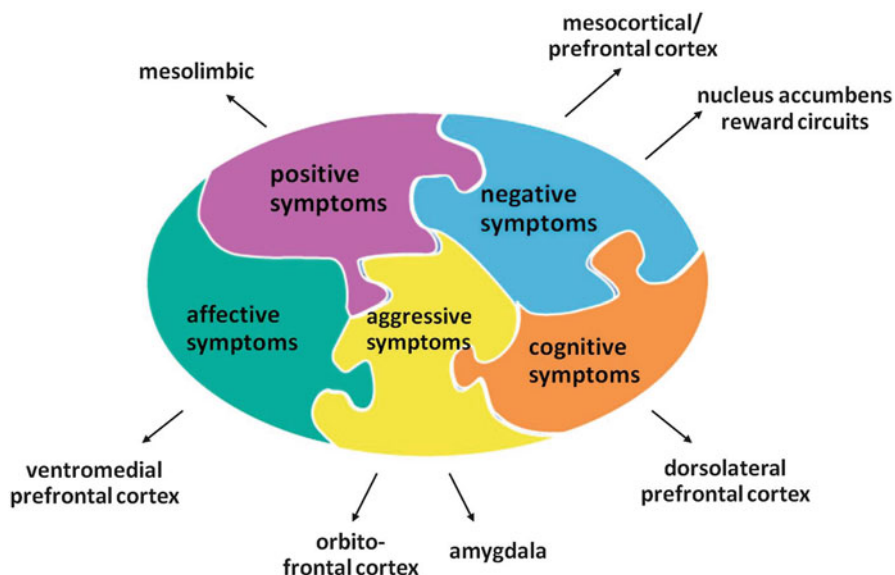 mesocortical/
prefrontal cortex
mesolimbic
nucleus accumbens
reward circuits
positive
symptoms
negative
symptoms
affective
symptoms
aggressive
symptoms
cognitive
symptoms
ventromedial
prefrontal cortex
orbito-
frontal cortex
amygdala
dorsolateral
prefrontal cortex